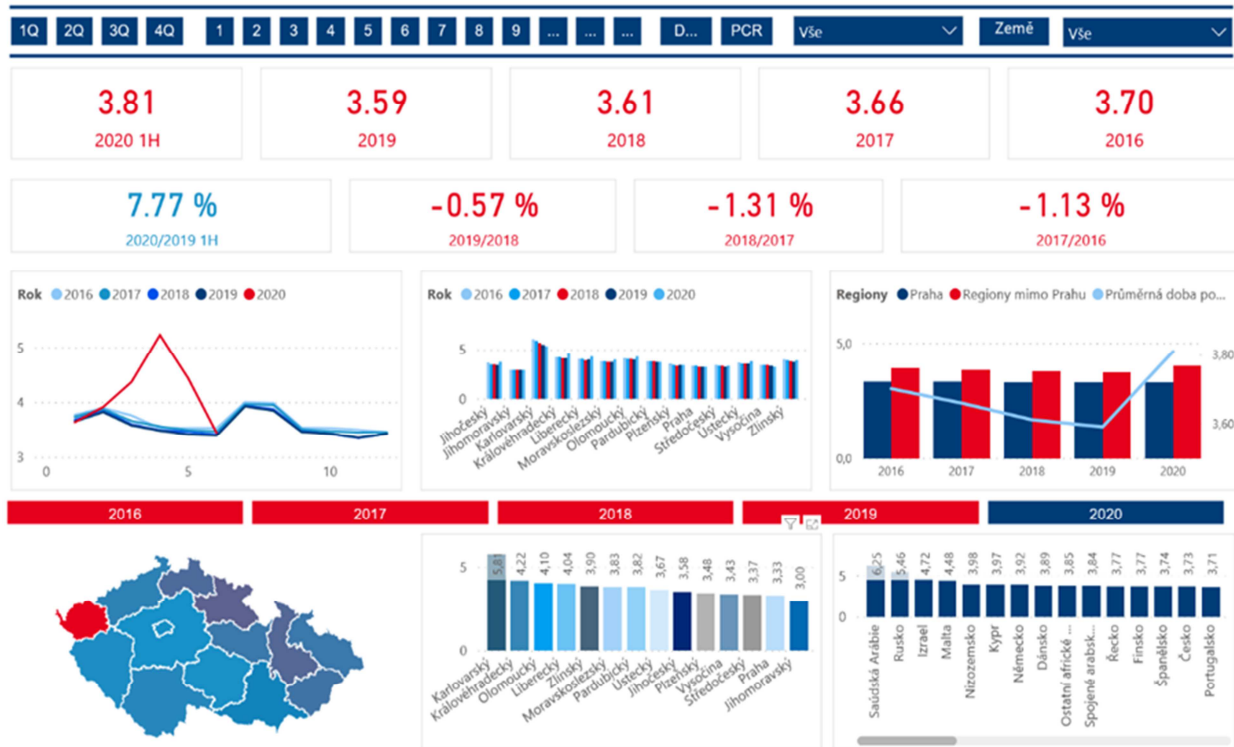 1Q 2Q 3Q 4Q 1 2 3 4 5 6 7 8 9 ... ... ... D... PCR Vše Země Vše
3.81 3.59 3.61 3.66 3.70
2020 1H 2019 2018 2017 2016
7.77 % -0.57 % -1.31 % -1.13 %
2020/2019 1H 2019/2018 2018/2017 2017/2016
Rok 2016 2017 2018 2019 2020
5
4
3
0 5 10
Rok 2016 2017 2018 2019 2020
5
0
Jihočeský
Jihomoravský
Karlovarský
Královéhradecký
Liberecký
Moravskoslezský
Olomoucký
Pardubický
Plzeňský
Praha
Středočeský
Ústecký
Vysočina
Zlínský
Regiony Praha Regiony mimo Prahu Průměrná doba po...
5,0 3,80
3,60
0,0
2016 2017 2018 2019 2020
2016 2017 2018 2019 2020
5,81 4,22 4,10 4,04 3,90 3,83 3,82 3,67 3,58 3,48 3,43 3,37 3,33 3,00
5
0
Karlovarský
Královéhradecký
Olomoucký
Liberecký
Zlínský
Moravskoslezský
Pardubický
Ústecký
Jihočeský
Plzeňský
Vysočina
Středočeský
Praha
Jihomoravský
6,25 5,46 4,72 4,48 3,98 3,97 3,92 3,89 3,85 3,84 3,77 3,77 3,74 3,73 3,71
5
0
Saúdská Arábie
Rusko
Izrael
Malta
Nizozemsko
Kypr
Německo
Dánsko
Ostatní africké ...
Spojené arabsk...
Řecko
Finsko
Španělsko
Česko
Portugalsko